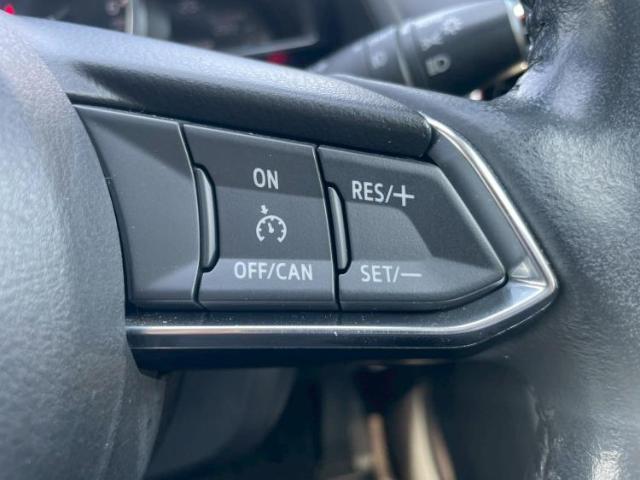 ON
OFF/CAN
RES/+
SET/−